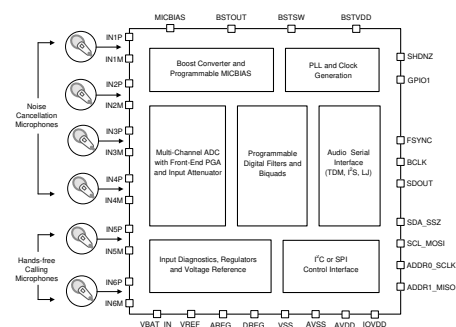 MICBIAS
BSTOUT
BSTSW
BSTVDD
IN1P
IN1M
IN2P
IN2M
IN3P
IN3M
IN4P
IN4M
IN5P
IN5M
IN6P
IN6M
Noise
Cancellation
Microphones
Hands-free
Calling
Microphones
Boost Converter and
Programmable MICBIAS
PLL and Clock
Generation
Multi-Channel ADC
with Front-End PGA
and Input Attenuator
Programmable
Digital Filters and
Biquads
Audio Serial
Interface
(TDM, I²S, LJ)
Input Diagnostics, Regulators
and Voltage Reference
I²C or SPI
Control Interface
SHDNZ
GPIO1
FSYNC
BCLK
SDOUT
SDA_SSZ
SCL_MOSI
ADDR0_SCLK
ADDR1_MISO
VBAT_IN
VREF
AREG
DREG
VSS
AVSS
AVDD
IOVDD